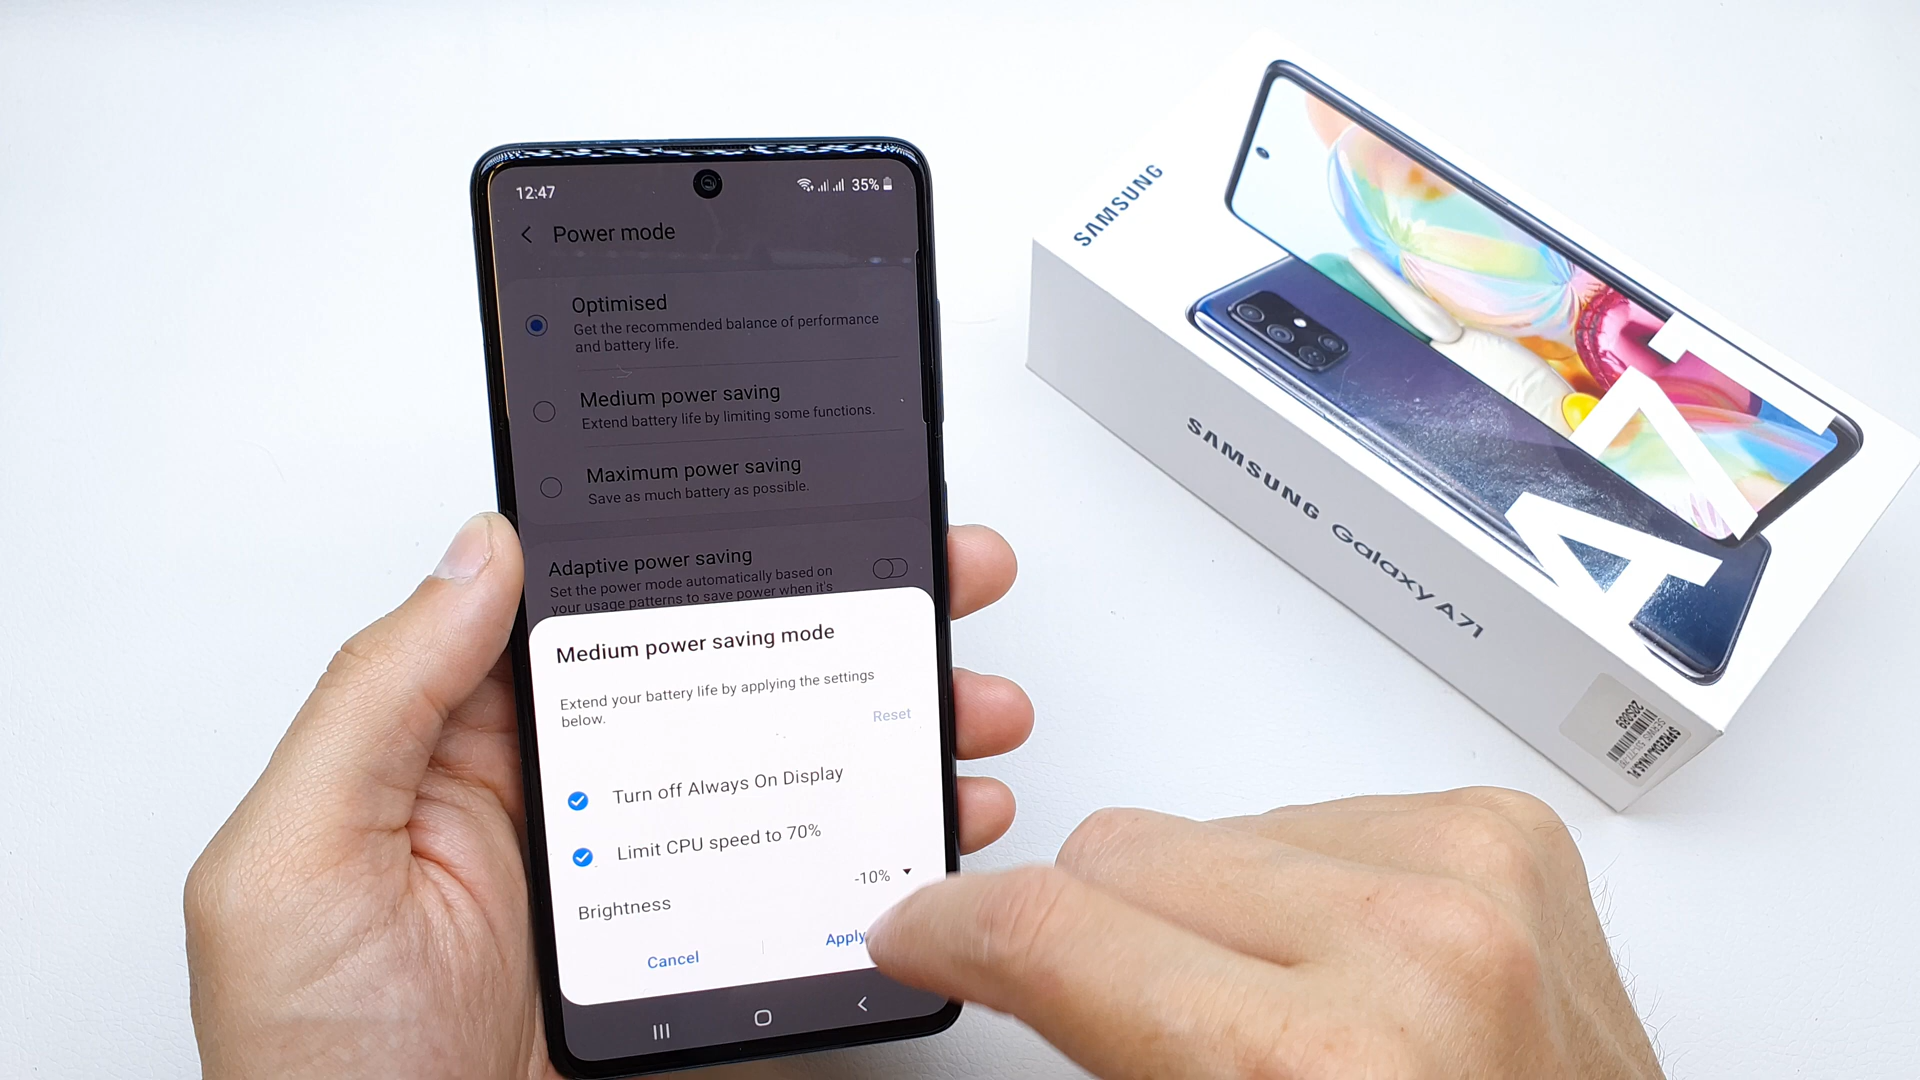 12:47
35%
Power mode
Optimised
Get the recommended balance of performance
and battery life.
Medium power saving
Extend battery life by limiting some functions.
Maximum power saving
Save as much battery as possible.
Adaptive power saving
Set the power mode automatically based on
your usage patterns to save power when it's
Medium power saving mode
Extend your battery life by applying the settings
below.
Reset
Turn off Always On Display
Limit CPU speed to 70%
-10%
Brightness
Cancel
Apply
SAMSUNG
A71
SAMSUNG Galaxy A71